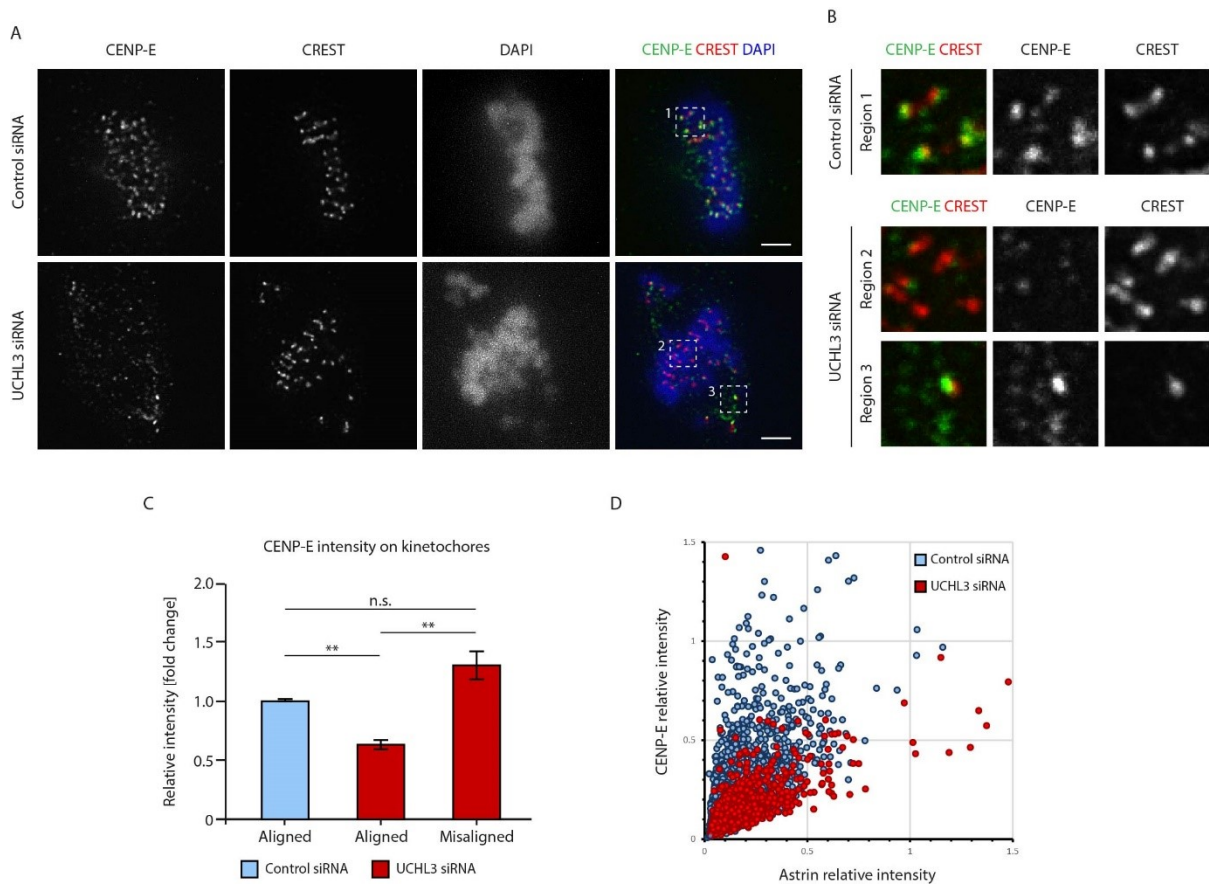 A
CENP-E CREST DAPI CENP-E CREST DAPI
Control siRNA
1
UCHL3 siRNA
2
3
B
CENP-E CREST CENP-E CREST
Control siRNA
Region 1
CENP-E CREST CENP-E CREST
UCHL3 siRNA
Region 2
Region 3
C
CENP-E intensity on kinetochores
Relative intensity [fold change]
2.0
1.5
1.0
0.5
0
n.s.
** **
Aligned Aligned Misaligned
Control siRNA UCHL3 siRNA
D
CENP-E relative intensity
1.5
1
0.5
0
Control siRNA
UCHL3 siRNA
0 0.5 1 1.5
Astrin relative intensity